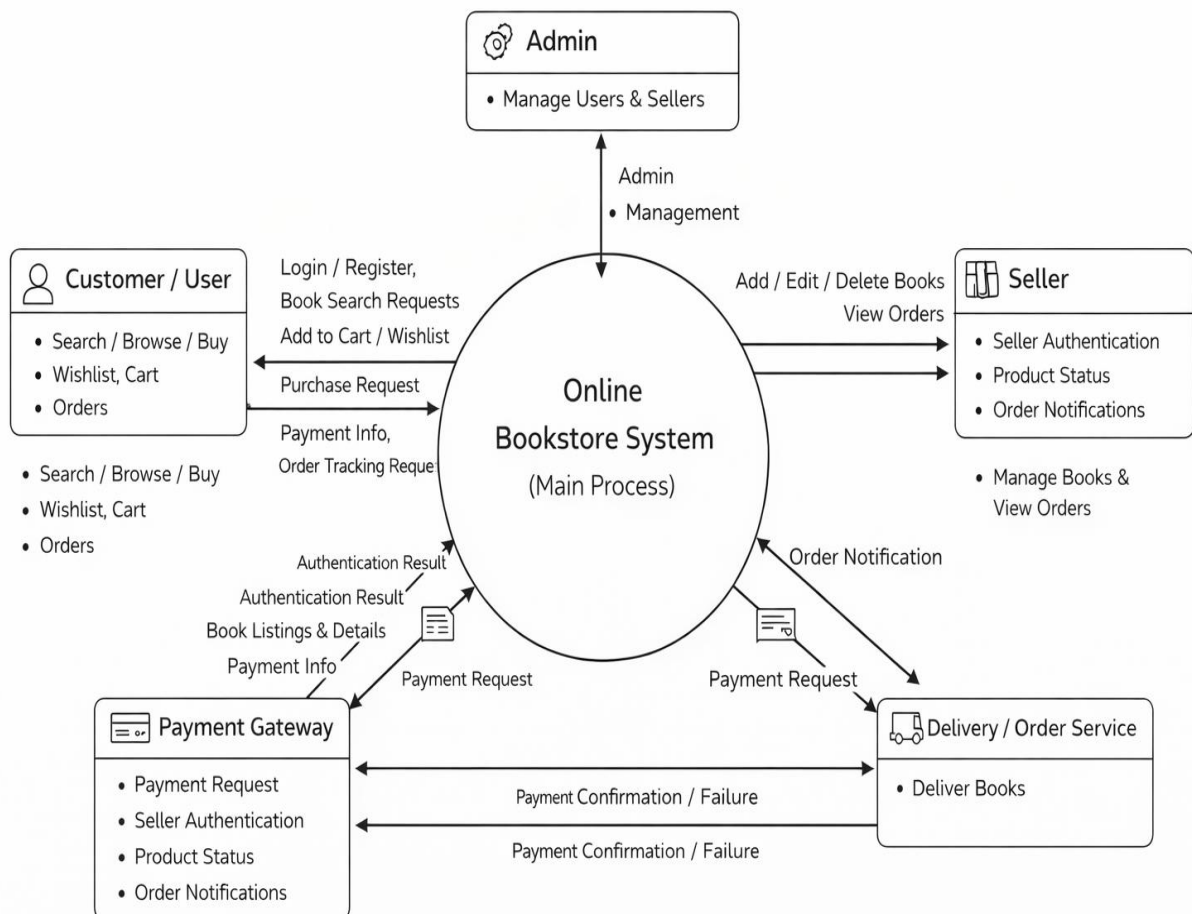 Admin
• Manage Users & Sellers
Admin
• Management
Customer / User
• Search / Browse / Buy
• Wishlist, Cart
• Orders
• Search / Browse / Buy
• Wishlist, Cart
• Orders
Login / Register,
Book Search Requests
Add to Cart / Wishlist
Purchase Request
Payment Info,
Order Tracking Reque
Online
Bookstore System
(Main Process)
Add / Edit / Delete Books
View Orders
Seller
• Seller Authentication
• Product Status
• Order Notifications
• Manage Books &
View Orders
Authentication Result
Authentication Result
Book Listings & Details
Payment Info
Payment Request
Order Notification
Payment Request
Payment Gateway
• Payment Request
• Seller Authentication
• Product Status
• Order Notifications
Payment Confirmation / Failure
Payment Confirmation / Failure
Delivery / Order Service
• Deliver Books